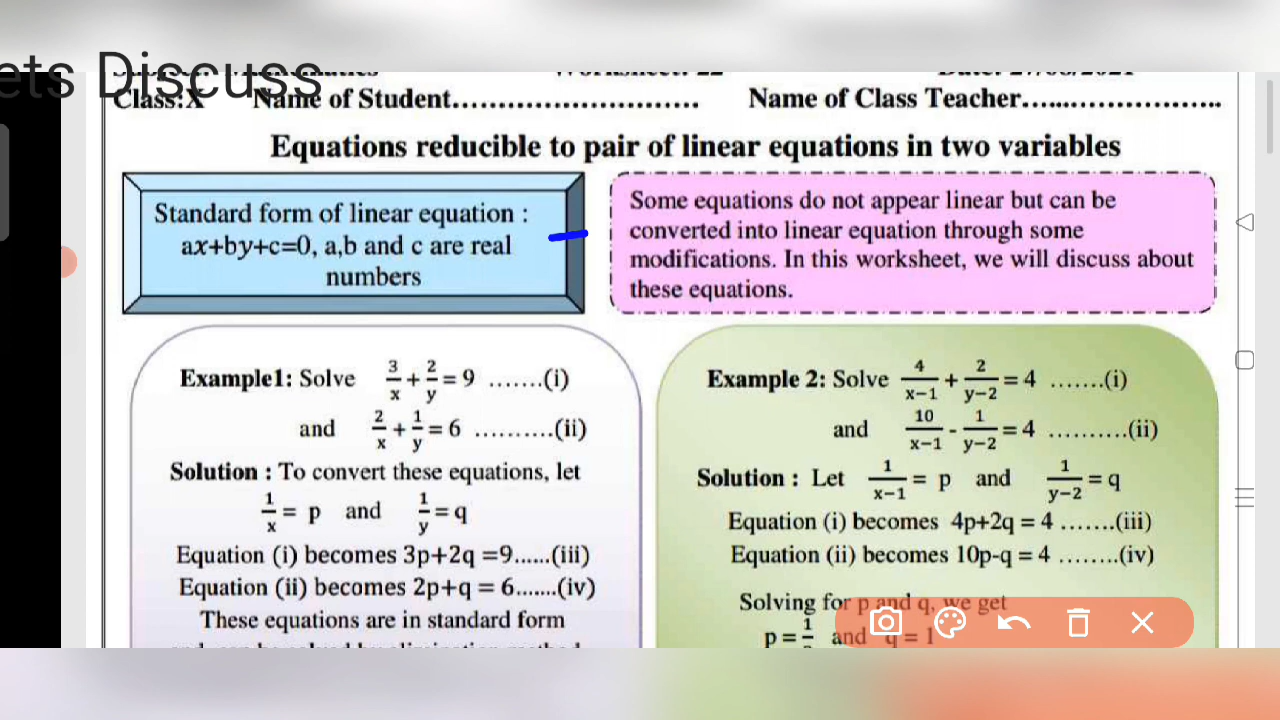 ets Discuss
Class:X Name of Student........................... Name of Class Teacher.........................
Equations reducible to pair of linear equations in two variables
Standard form of linear equation :
ax+by+c=0, a,b and c are real
numbers
Some equations do not appear linear but can be
converted into linear equation through some
modifications. In this worksheet, we will discuss about
these equations.
Example1: Solve 3/x + 2/y = 9 .......(i)
and 2/x + 1/y = 6 ..........(ii)
Solution : To convert these equations, let
1/x = p and 1/y = q
Equation (i) becomes 3p+2q =9......(iii)
Equation (ii) becomes 2p+q = 6.......(iv)
These equations are in standard form
Example 2: Solve 4/x−1 + 2/y−2 = 4 .......(i)
and 10/x−1 - 1/y−2 = 4 ..........(ii)
Solution : Let 1/x−1 = p and 1/y−2 = q
Equation (i) becomes 4p+2q = 4 .......(iii)
Equation (ii) becomes 10p-q = 4 ........(iv)
Solving for p and q, we get
and q = 1